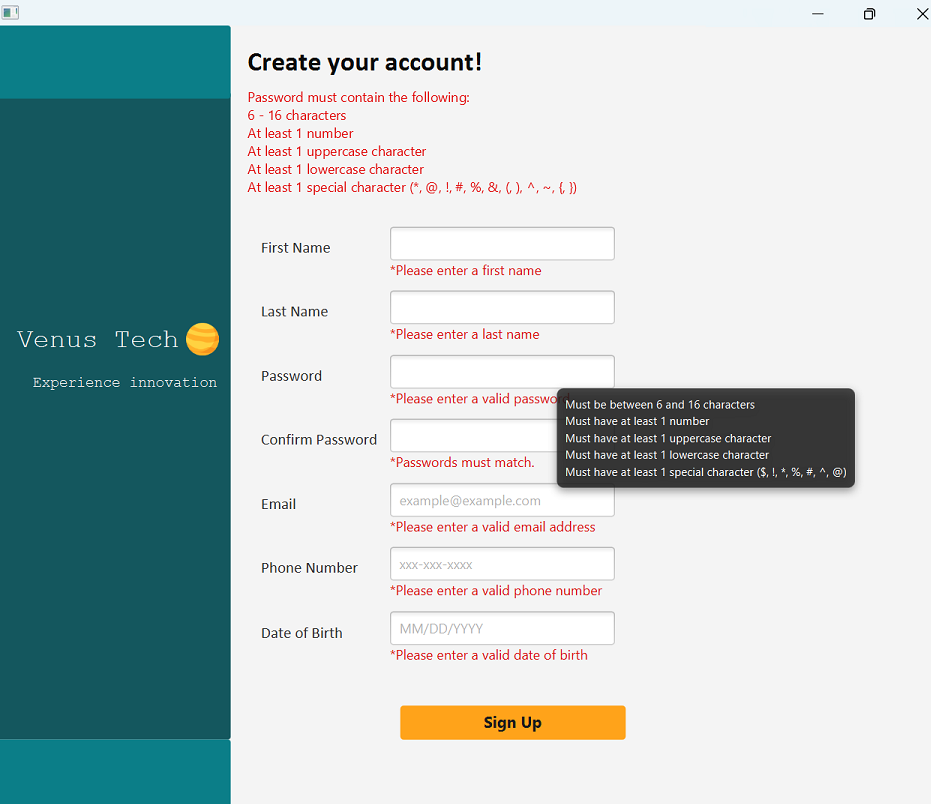 Create your account!
Password must contain the following:
6 - 16 characters
At least 1 number
At least 1 uppercase character
At least 1 lowercase character
At least 1 special character (*, @, !, #, %, &, (, ), ^, ~, {, })
First Name
*Please enter a first name
Last Name
*Please enter a last name
Venus Tech
Experience innovation
Password
*Please enter a valid password
Must be between 6 and 16 characters
Must have at least 1 number
Must have at least 1 uppercase character
Must have at least 1 lowercase character
Must have at least 1 special character ($, !, *, %, #, ^, @)
Confirm Password
*Passwords must match.
Email
example@example.com
*Please enter a valid email address
Phone Number
xxx-xxx-xxxx
*Please enter a valid phone number
Date of Birth
MM/DD/YYYY
*Please enter a valid date of birth
Sign Up